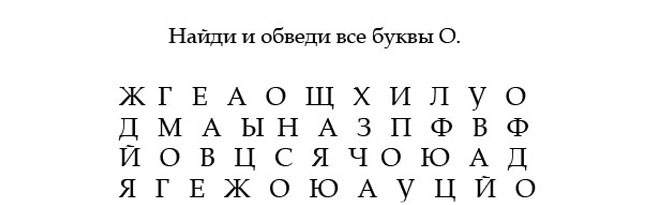 Найди и обведи все буквы О.
Ж Г Е А О Щ Х И Л У О
Д М А Ы Н А З П Ф В Ф
Й О В Ц С Я Ч О Ю А Д
Я Г Е Ж О Ю А У Ц Й О